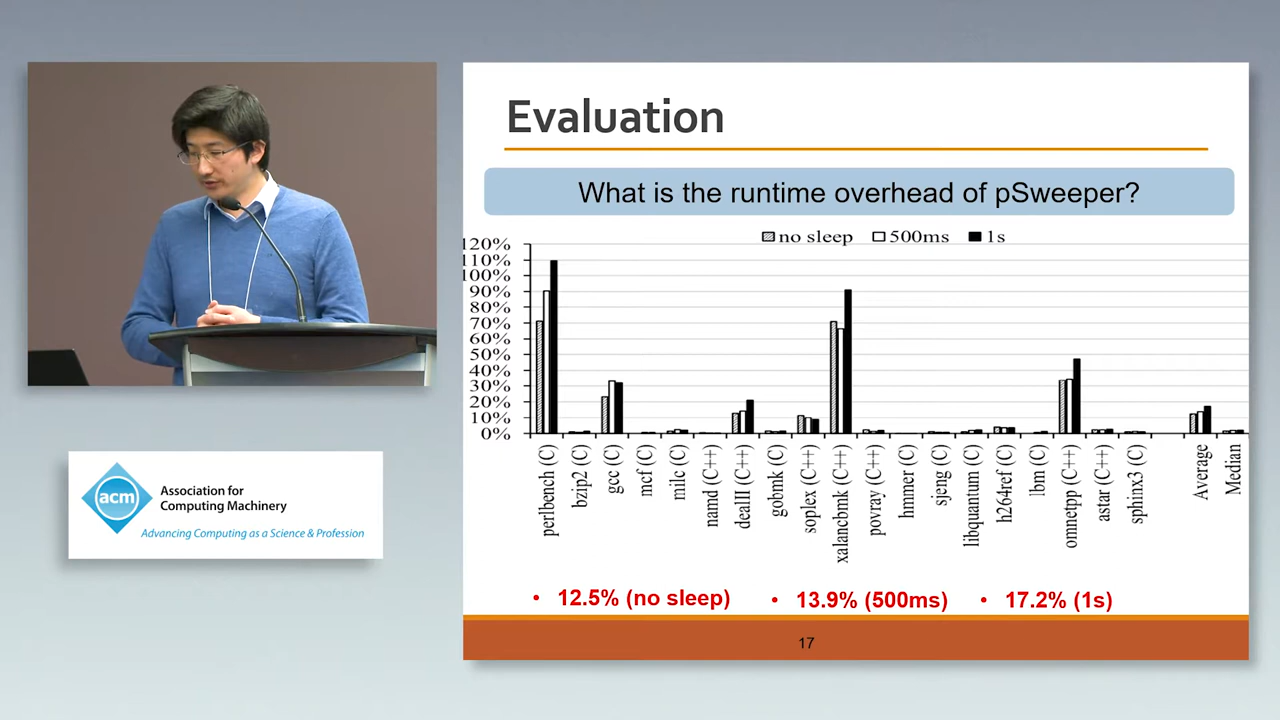 Evaluation
What is the runtime overhead of pSweeper?
no sleep 500ms 1s
120%
110%
100%
90%
80%
70%
60%
50%
40%
30%
20%
10%
0%
perlbench (C)
bzip2 (C)
gcc (C)
mcf (C)
milc (C)
namd (C++)
dealII (C++)
gobmk (C)
soplex (C++)
xalancbmk (C++)
povray (C++)
hmmer (C)
sjeng (C)
libquantum (C)
h264ref (C)
lbm (C)
omnetpp (C++)
astar (C++)
sphinx3 (C)
Average
Median
• 12.5% (no sleep) • 13.9% (500ms) • 17.2% (1s)
17
acm
Association for
Computing Machinery
Advancing Computing as a Science & Profession